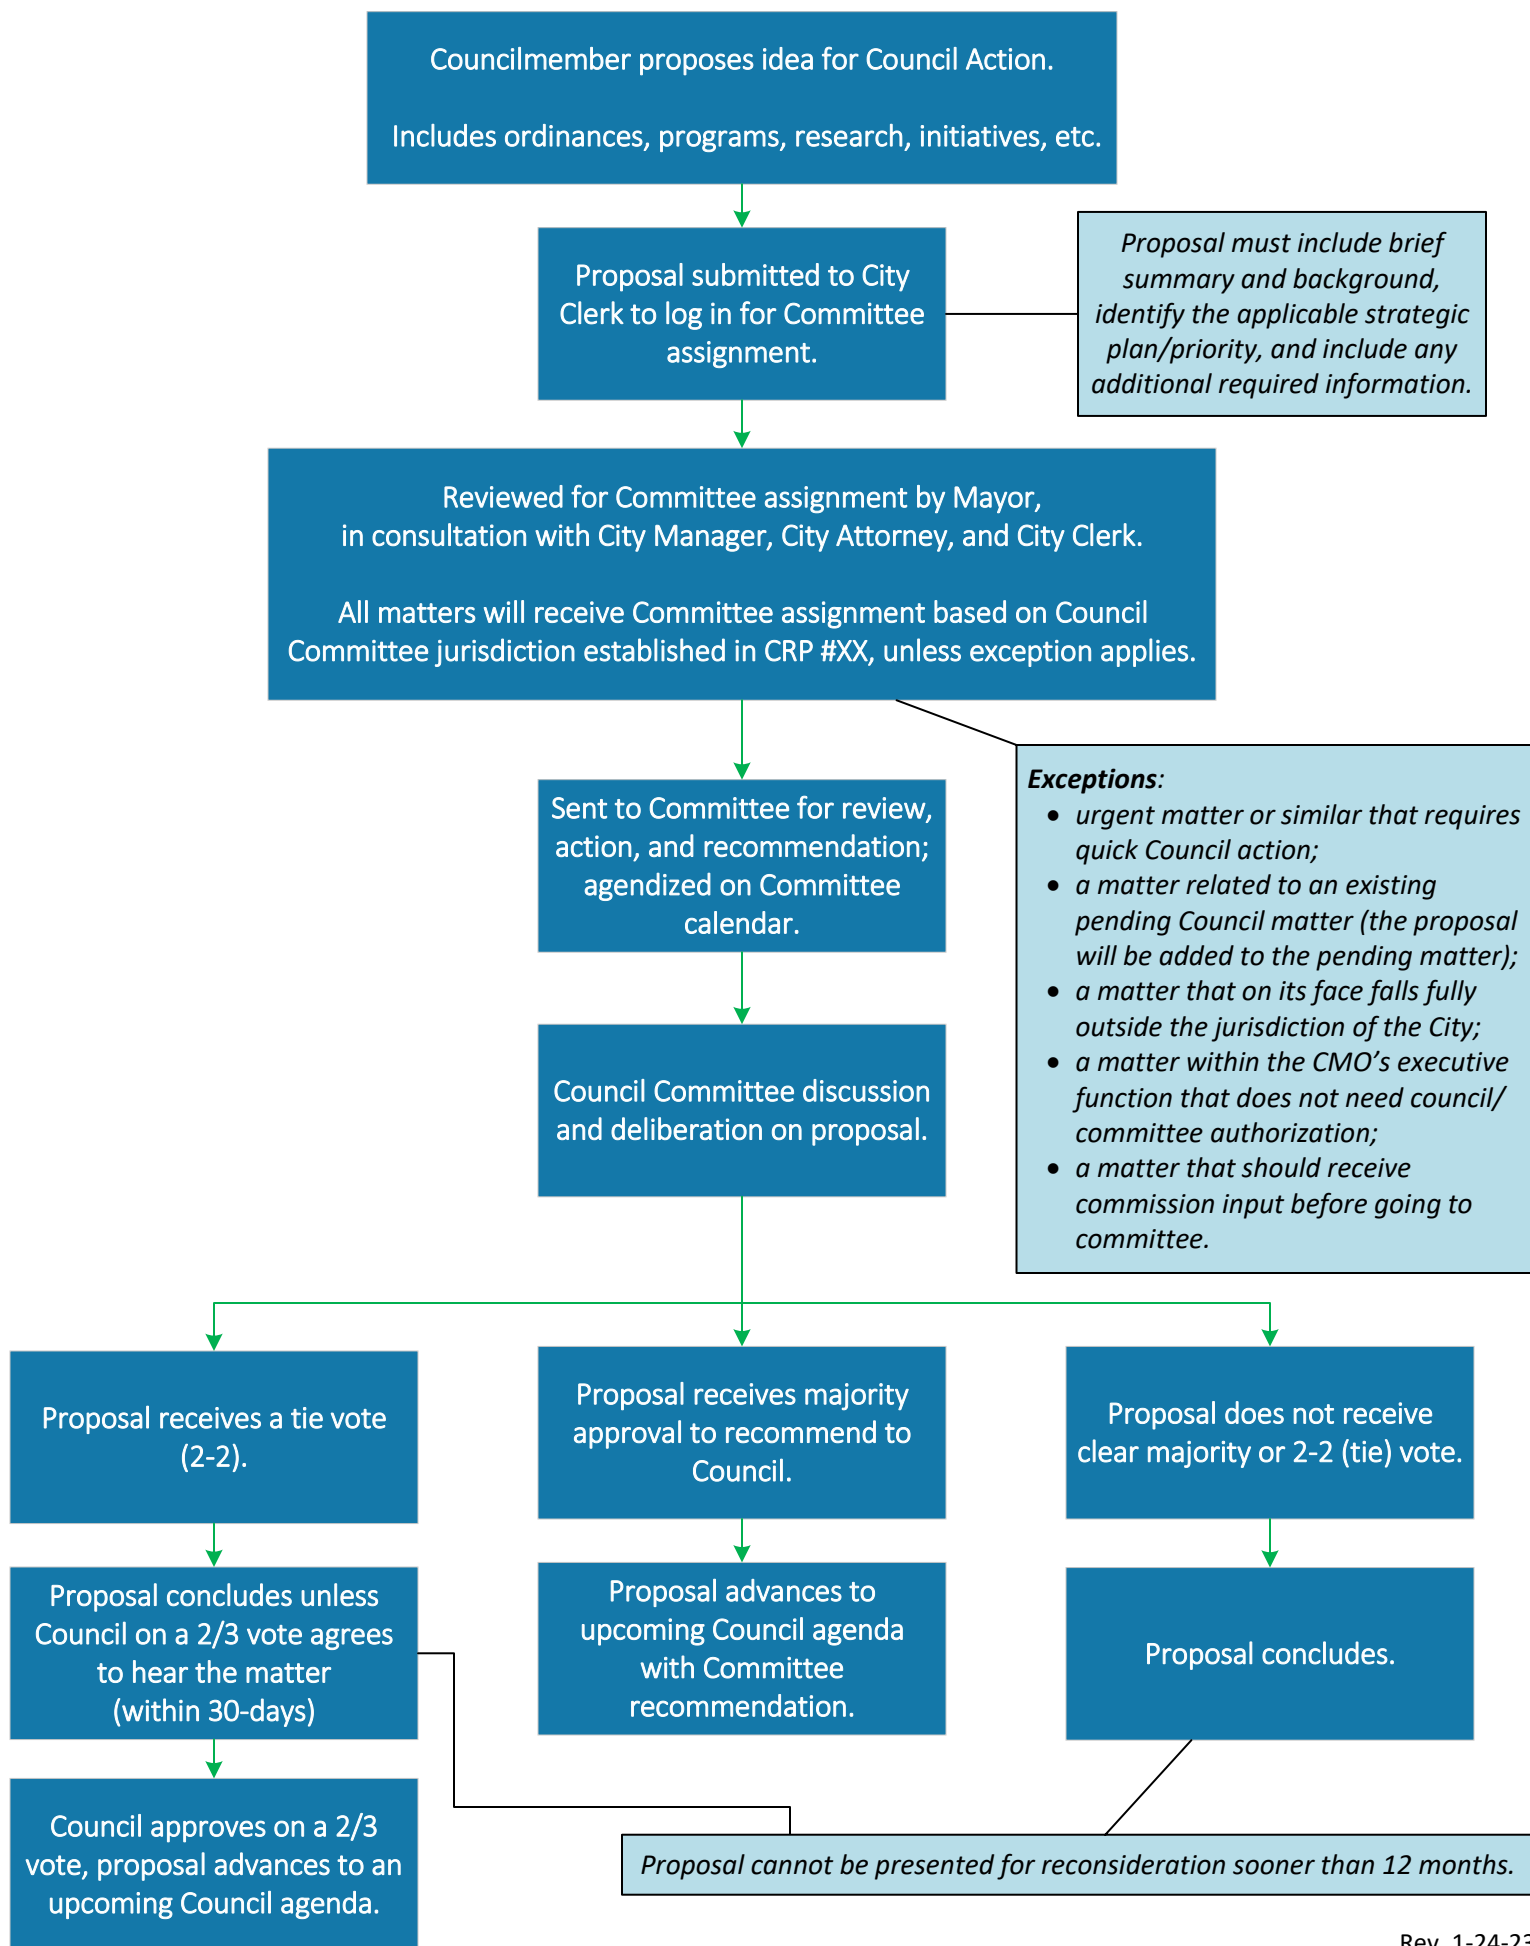 Councilmember proposes idea for Council Action.
Includes ordinances, programs, research, initiatives, etc.
Proposal submitted to City
Clerk to log in for Committee
assignment.
Proposal must include brief
summary and background,
identify the applicable strategic
plan/priority, and include any
additional required information.
Reviewed for Committee assignment by Mayor,
in consultation with City Manager, City Attorney, and City Clerk.
All matters will receive Committee assignment based on Council
Committee jurisdiction established in CRP #XX, unless exception applies.
Exceptions:
• urgent matter or similar that requires
quick Council action;
• a matter related to an existing
pending Council matter (the proposal
will be added to the pending matter);
• a matter that on its face falls fully
outside the jurisdiction of the City;
• a matter within the CMO’s executive
function that does not need council/
committee authorization;
• a matter that should receive
commission input before going to
committee.
Sent to Committee for review,
action, and recommendation;
agendized on Committee
calendar.
Council Committee discussion
and deliberation on proposal.
Proposal receives a tie vote
(2-2).
Proposal receives majority
approval to recommend to
Council.
Proposal does not receive
clear majority or 2-2 (tie) vote.
Proposal concludes unless
Council on a 2/3 vote agrees
to hear the matter
(within 30-days)
Proposal advances to
upcoming Council agenda
with Committee
recommendation.
Proposal concludes.
Council approves on a 2/3
vote, proposal advances to an
upcoming Council agenda.
Proposal cannot be presented for reconsideration sooner than 12 months.
Rev. 1-24-23